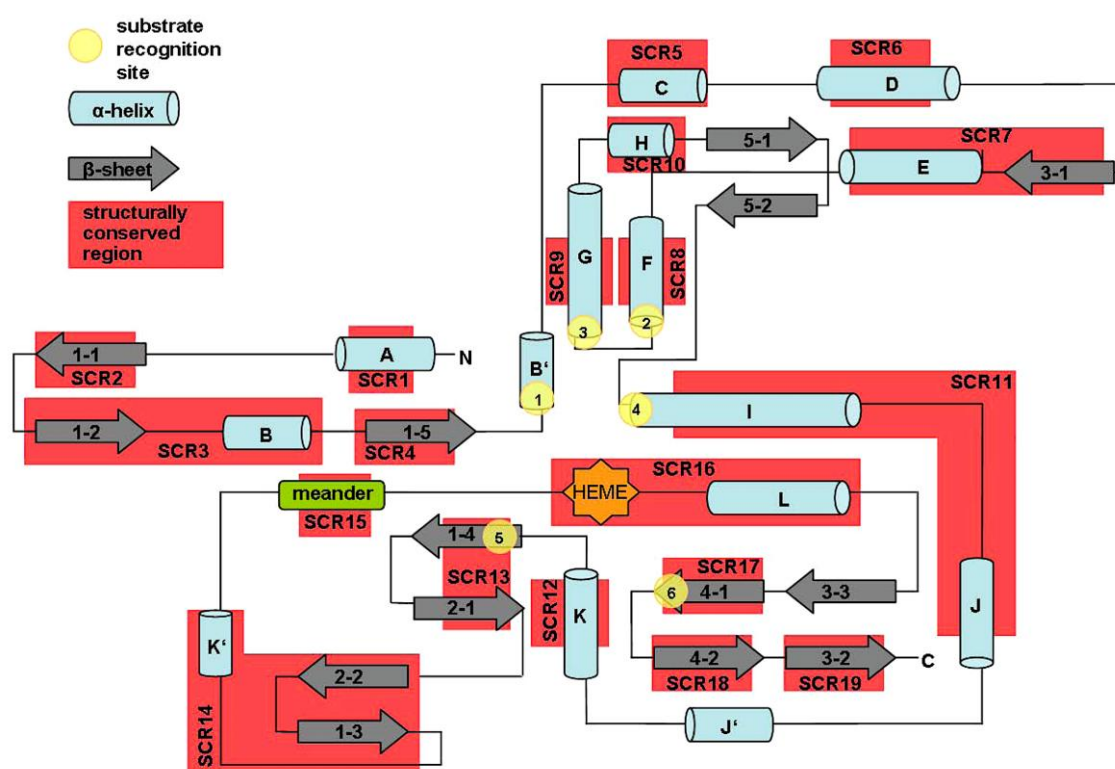 substrate
recognition
site
α-helix
β-sheet
structurally
conserved
region
SCR5
C
SCR6
D
SCR7
E
3-1
H
SCR10
5-1
5-2
SCR9
G
F
SCR8
3
2
1-1
SCR2
A
N
SCR1
B‘
1
1-2
SCR3
B
1-5
SCR4
4
I
SCR11
meander
SCR15
HEME
SCR16
L
1-4
5
SCR13
2-1
SCR12
K
SCR17
6
4-1
3-3
J
4-2
SCR18
3-2
SCR19
C
K‘
SCR14
2-2
1-3
J‘